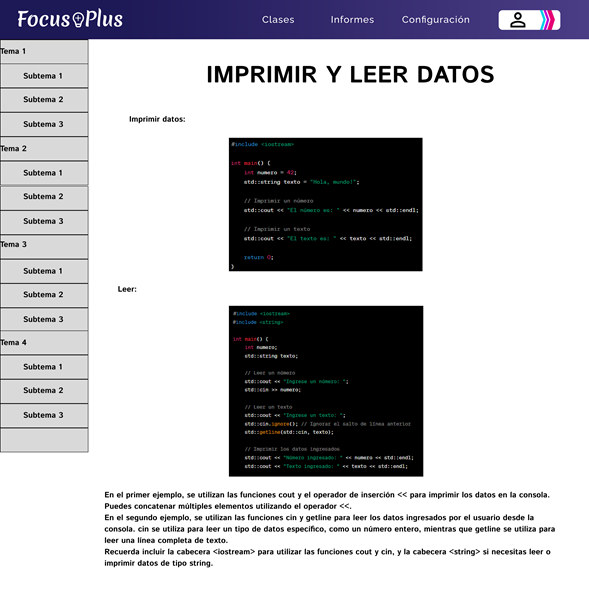 Focus Plus
Clases
Informes
Configuración
Tema 1
Subtema 1
Subtema 2
Subtema 3
Tema 2
Subtema 1
Subtema 2
Subtema 3
Tema 3
Subtema 1
Subtema 2
Subtema 3
Tema 4
Subtema 1
Subtema 2
Subtema 3
IMPRIMIR Y LEER DATOS
Imprimir datos:
#include <iostream>
int main() {
int numero = 42;
std::string texto = "Hola, mundo!";
// Imprimir un número
std::cout << "El número es: " << numero << std::endl;
// Imprimir un texto
std::cout << "El texto es: " << texto << std::endl;
return 0;
}
Leer:
#include <iostream>
#include <string>
int main() {
int numero;
std::string texto;
// Leer un número
std::cout << "Ingrese un número: ";
std::cin >> numero;
// Leer un texto
std::cout << "Ingrese un texto: ";
std::cin.ignore(); // Ignorar el salto de línea anterior
std::getline(std::cin, texto);
// Imprimir los datos ingresados
std::cout << "Número ingresado: " << numero << std::endl;
std::cout << "Texto ingresado: " << texto << std::endl;
En el primer ejemplo, se utilizan las funciones cout y el operador de inserción << para imprimir los datos en la consola.
Puedes concatenar múltiples elementos utilizando el operador <<.
En el segundo ejemplo, se utilizan las funciones cin y getline para leer los datos ingresados por el usuario desde la
consola. cin se utiliza para leer un tipo de datos específico, como un número entero, mientras que getline se utiliza para
leer una línea completa de texto.
Recuerda incluir la cabecera <iostream> para utilizar las funciones cout y cin, y la cabecera <string> si necesitas leer o
imprimir datos de tipo string.